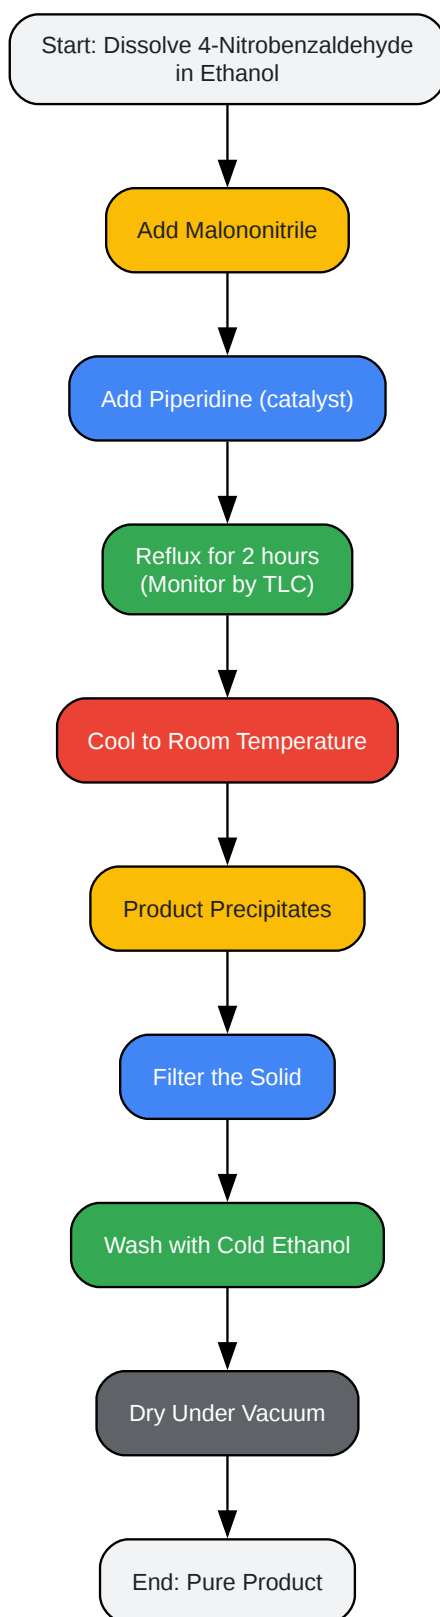 Start: Dissolve 4-Nitrobenzaldehyde
in Ethanol
Add Malononitrile
Add Piperidine (catalyst)
Reflux for 2 hours
(Monitor by TLC)
Cool to Room Temperature
Product Precipitates
Filter the Solid
Wash with Cold Ethanol
Dry Under Vacuum
End: Pure Product